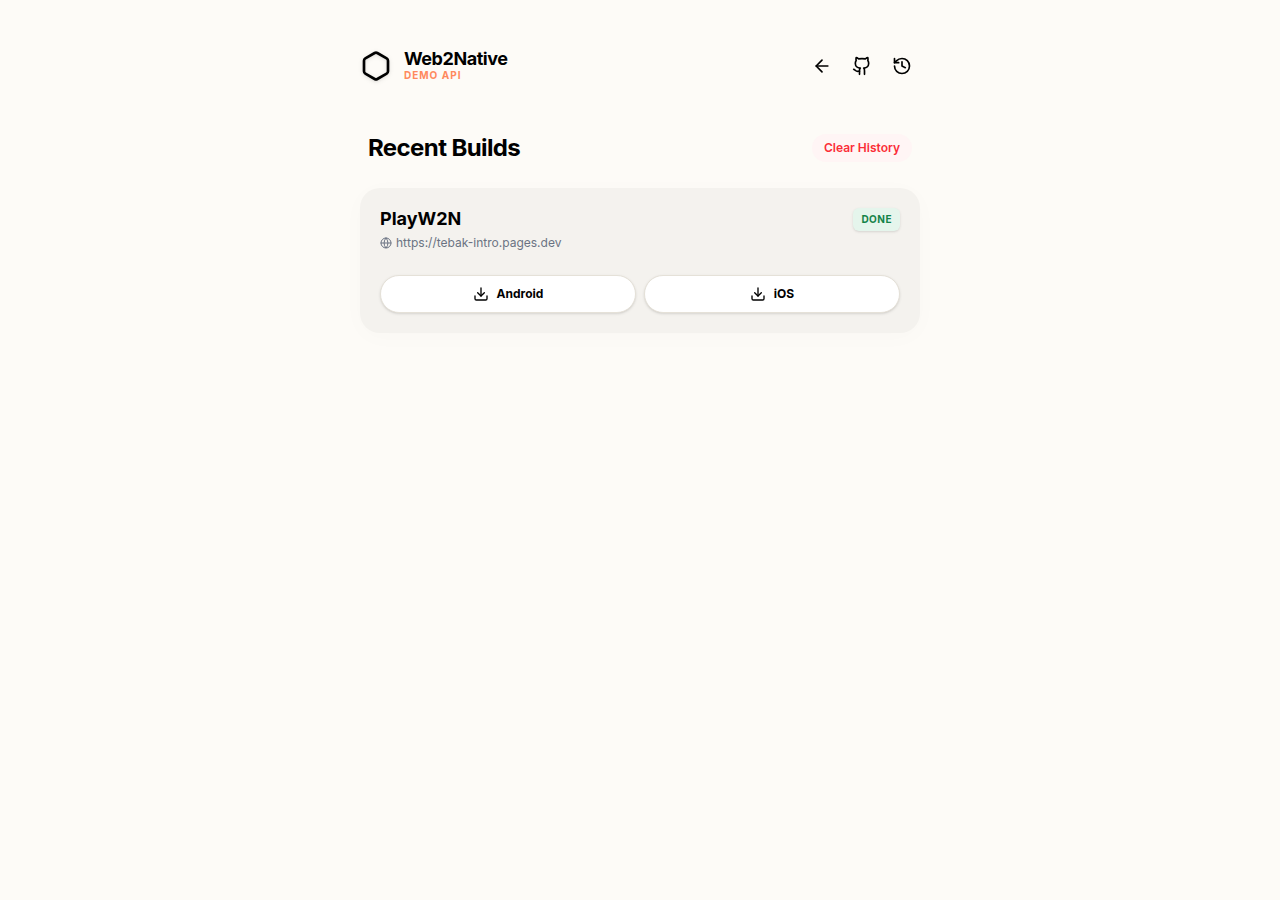 Web2Native
DEMO API
Recent Builds
Clear History
PlayW2N
DONE
https://tebak-intro.pages.dev
Android
iOS